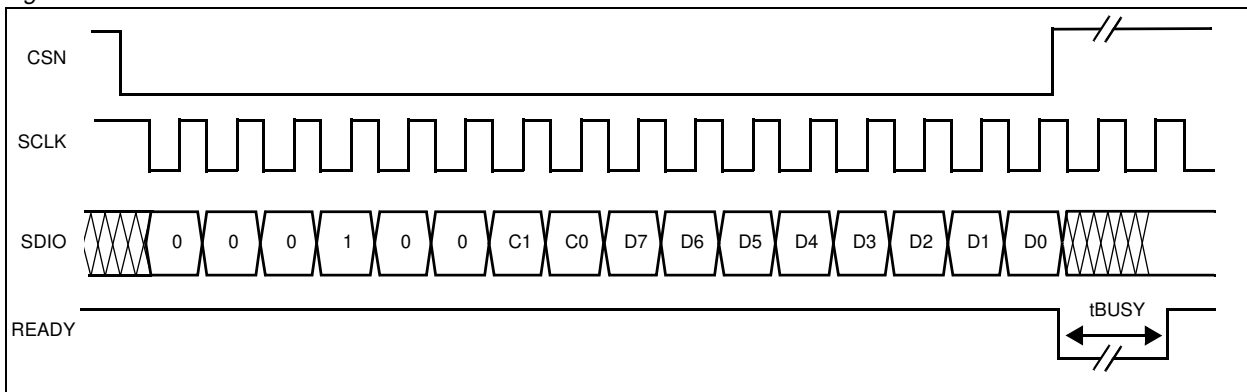 CSN
SCLK
SDIO 0 0 0 1 0 0 C1 C0 D7 D6 D5 D4 D3 D2 D1 D0
tBUSY
READY